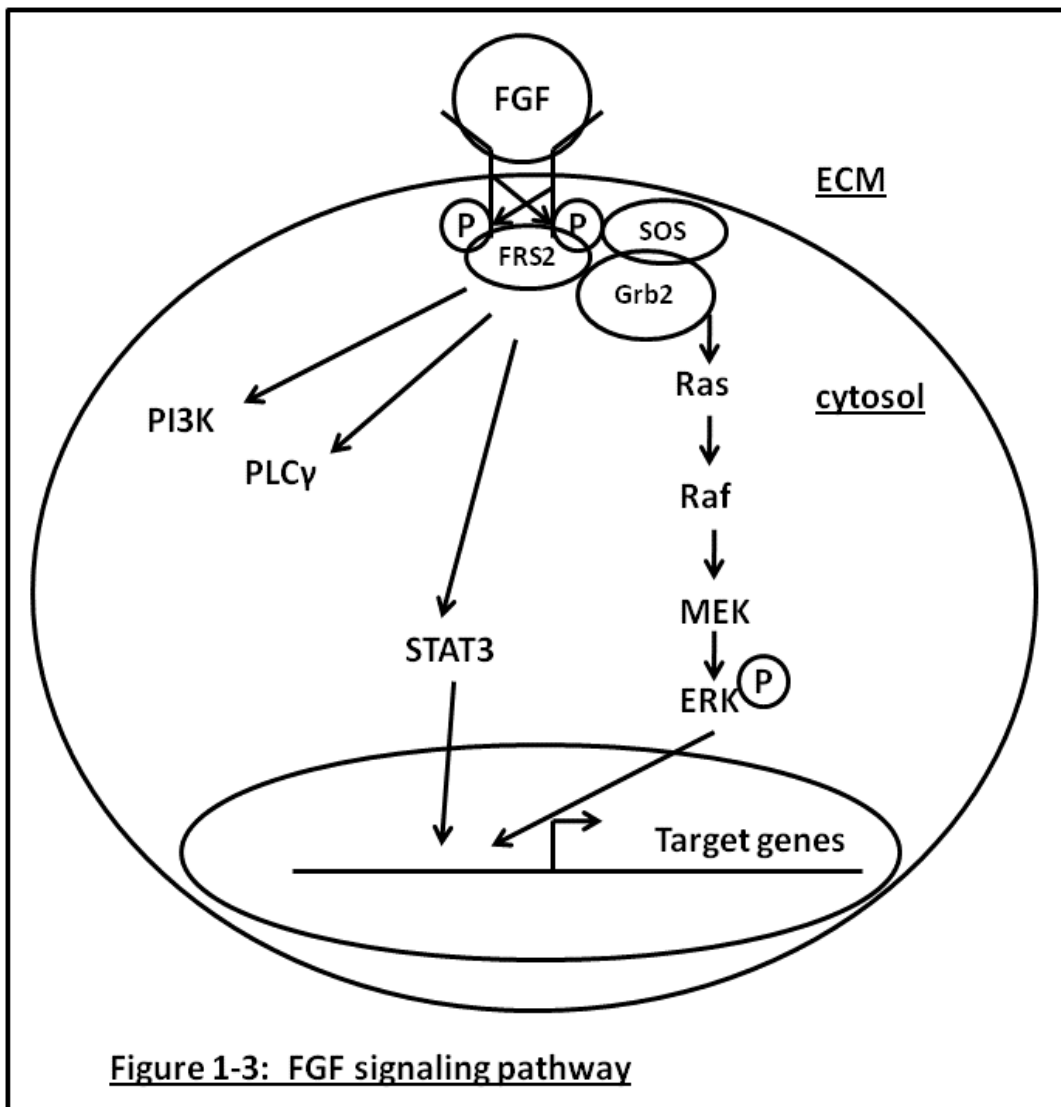 FGF
ECM
P
P
SOS
FRS2
Grb2
Ras
cytosol
PI3K
PLCγ
Raf
MEK
STAT3
P
ERK
Target genes
Figure 1-3: FGF signaling pathway